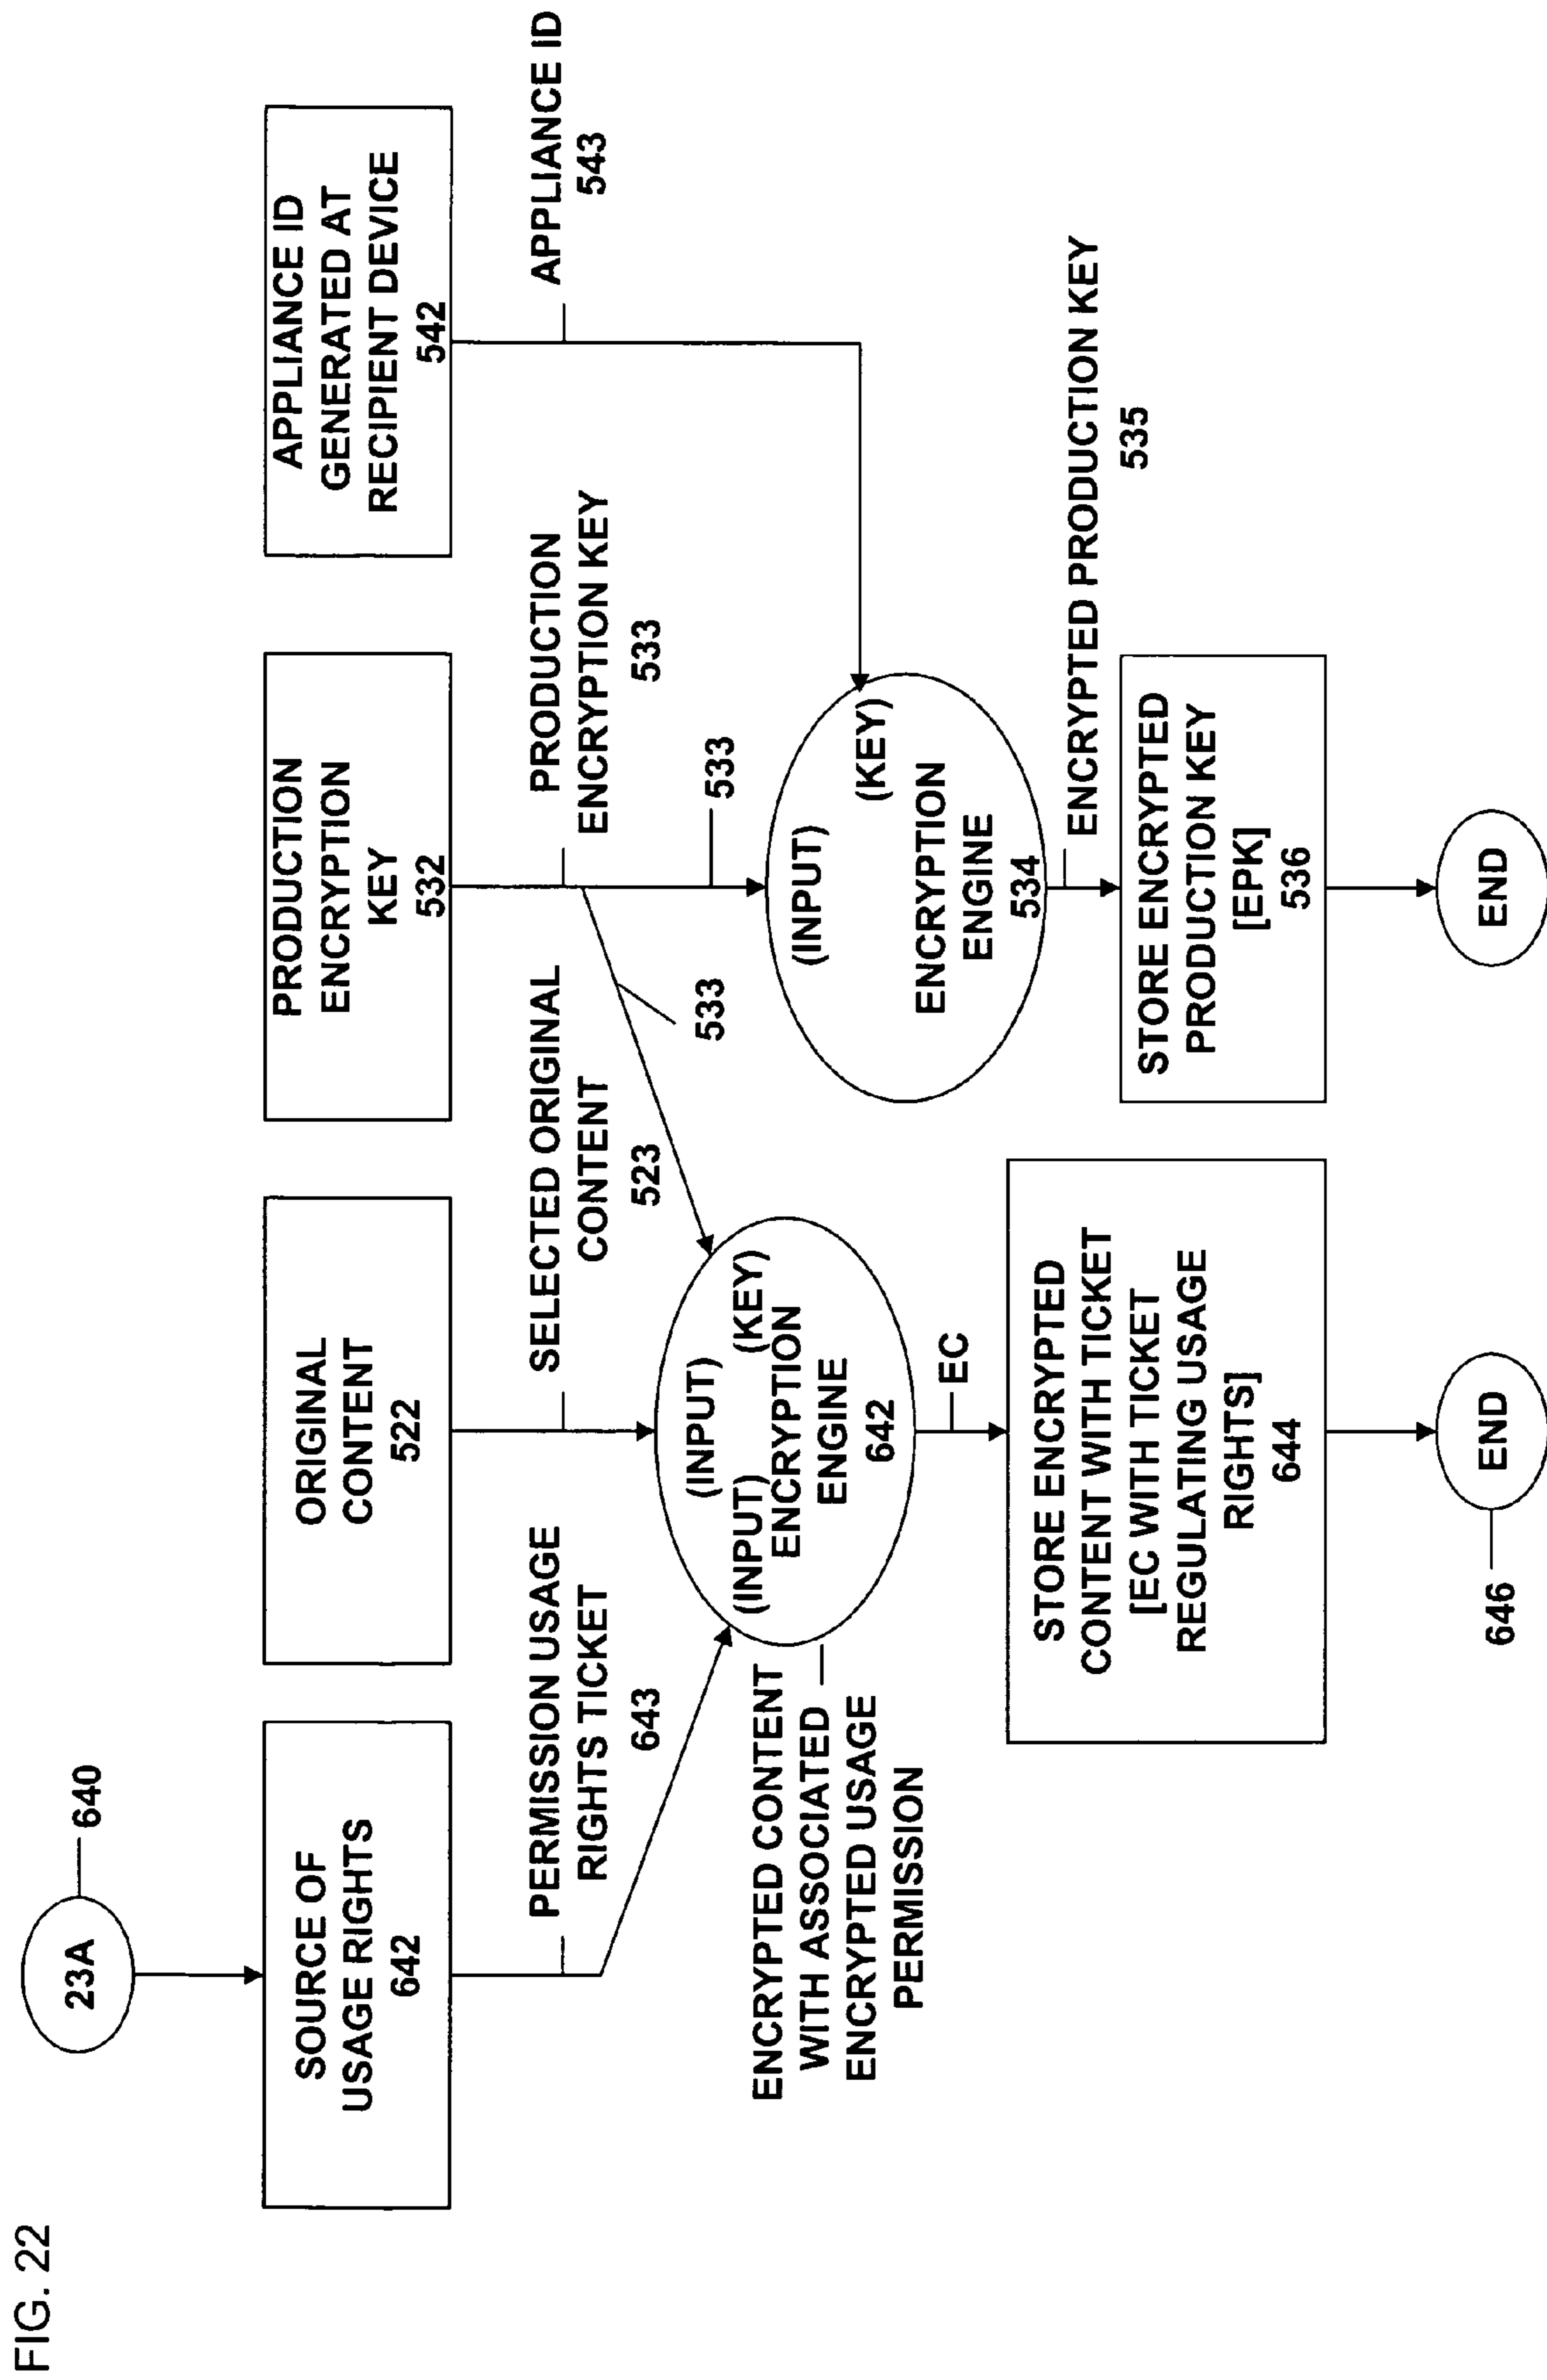 FIG. 22
23A
640
SOURCE OF
USAGE RIGHTS
642
ORIGINAL
CONTENT
522
PRODUCTION
ENCRYPTION
KEY
532
APPLIANCE ID
GENERATED AT
RECIPIENT DEVICE
542
PERMISSION USAGE
RIGHTS TICKET
643
SELECTED ORIGINAL
CONTENT
523
PRODUCTION
ENCRYPTION KEY
533
APPLIANCE ID
543
533
533
(INPUT)
(INPUT)
(KEY)
ENCRYPTION
ENGINE
642
(INPUT)
(KEY)
ENCRYPTION
ENGINE
534
ENCRYPTED CONTENT
WITH ASSOCIATED
ENCRYPTED USAGE
PERMISSION
EC
ENCRYPTED PRODUCTION KEY
535
STORE ENCRYPTED
CONTENT WITH TICKET
[EC WITH TICKET
REGULATING USAGE
RIGHTS]
644
STORE ENCRYPTED
PRODUCTION KEY
[EPK]
536
646
END
END